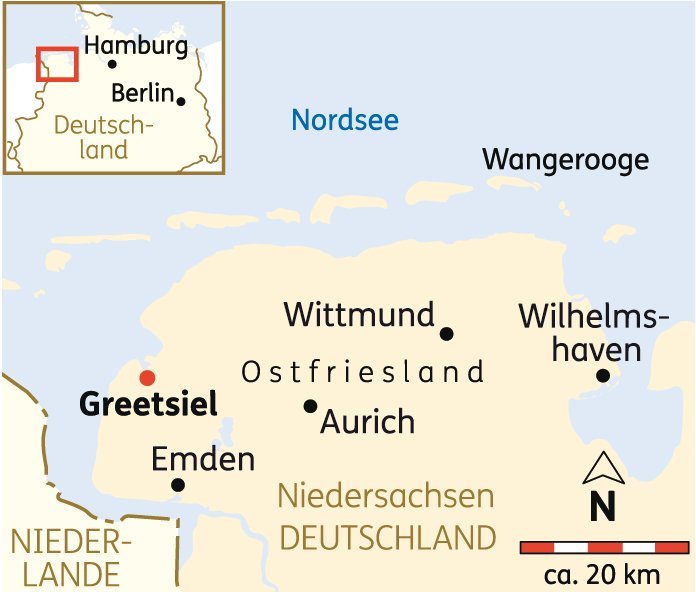 Hamburg
Berlin
Deutsch-
land
Nordsee
Wangerooge
Wittmund
Wilhelms-
haven
Ostfriesland
Greetsiel
Aurich
Emden
Niedersachsen
DEUTSCHLAND
N
NIEDER-
LANDE
ca. 20 km